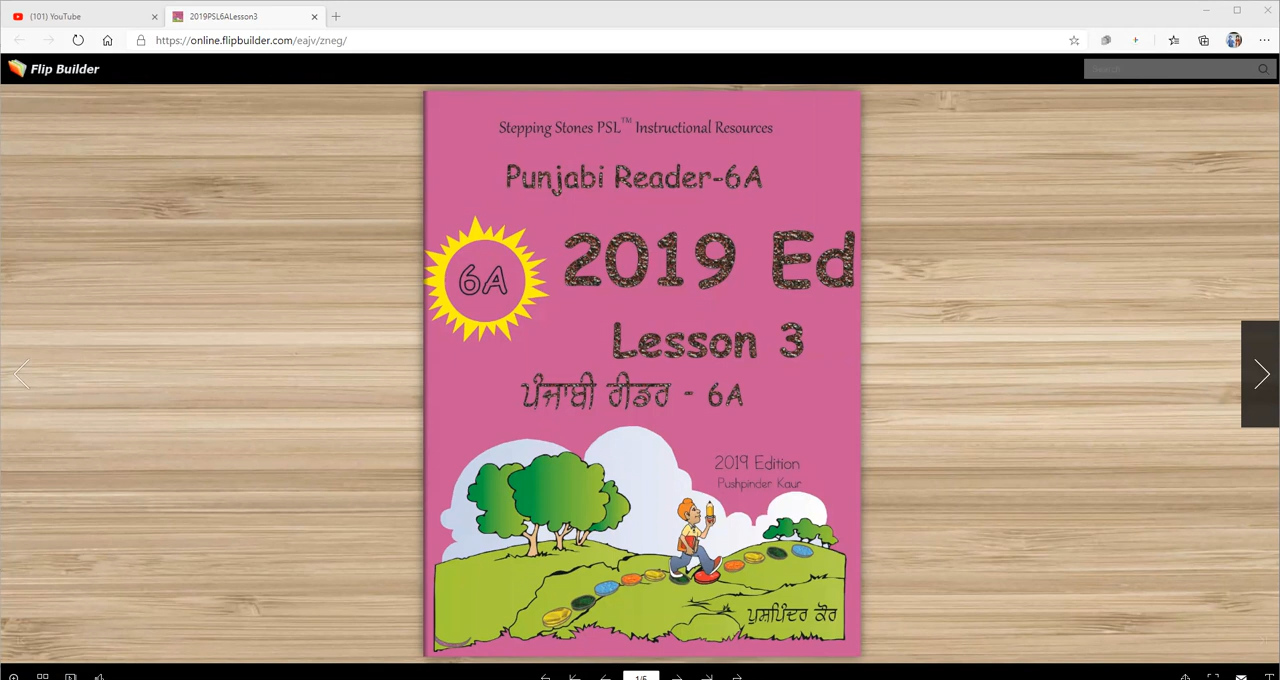 (101) YouTube
2019PSL6ALesson3
https://online.flipbuilder.com/eajv/zneg/
Flip Builder
Search
Stepping Stones PSL™ Instructional Resources
Punjabi Reader-6A
6A
2019 Ed
Lesson 3
ਪੰਜਾਬੀ ਰੀਡਰ - 6A
2019 Edition
Pushpinder Kaur
ਪੁਸ਼ਪਿੰਦਰ ਕੌਰ
1/5